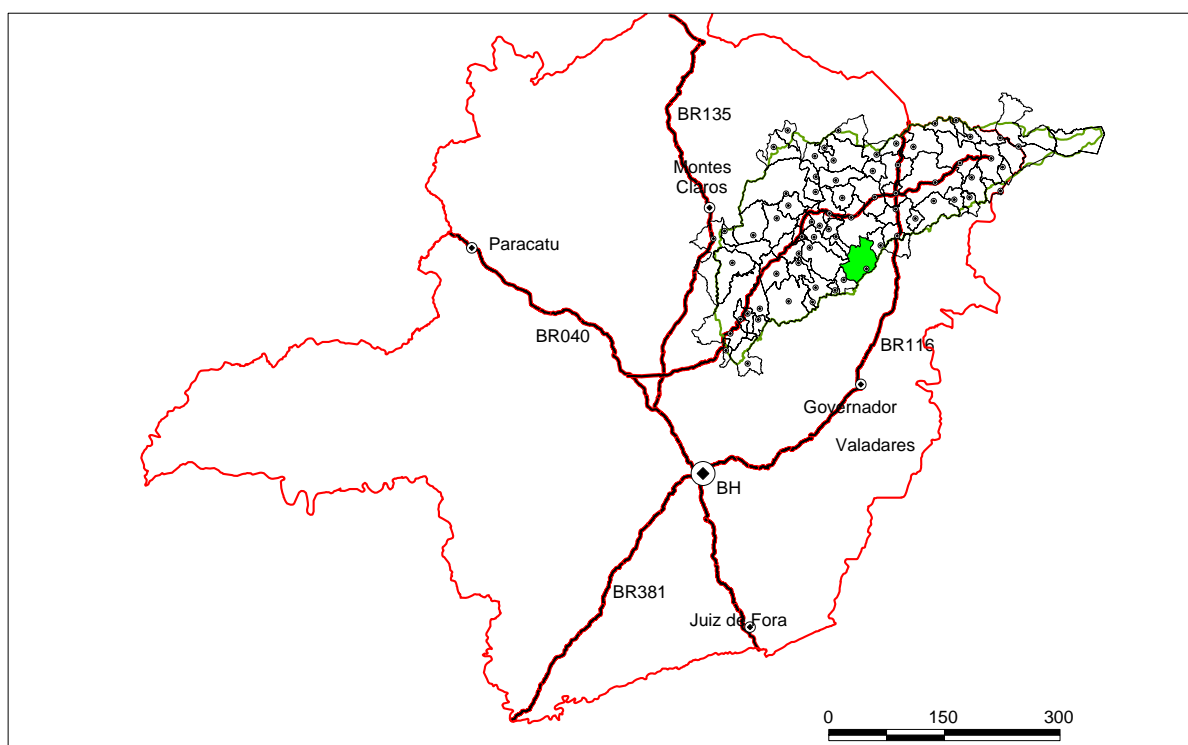 BR135
Montes
Claros
Paracatu
BR040
BR116
Governador
Valadares
BH
BR381
Juiz de Fora
0 150 300